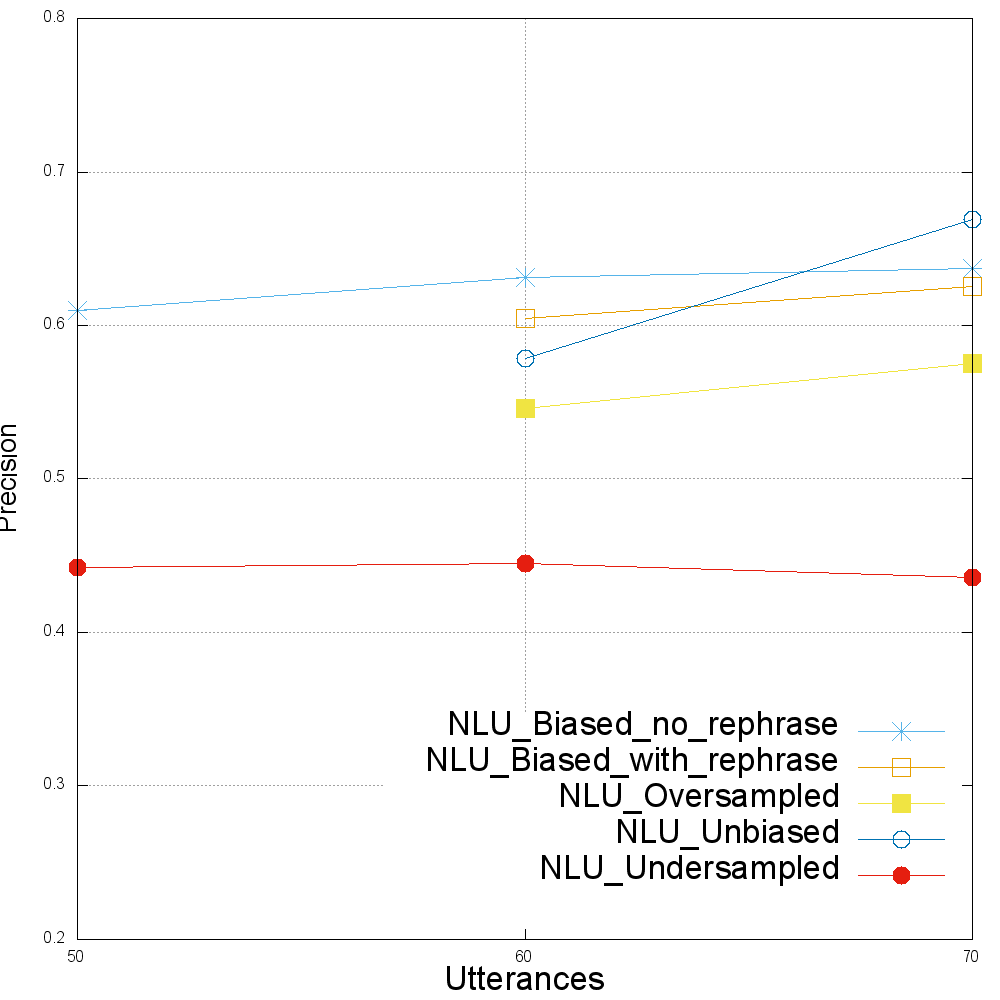 0.8
0.7
0.6
0.5
0.4
0.3
0.2
Precision
50
60
70
Utterances
NLU_Biased_no_rephrase
NLU_Biased_with_rephrase
NLU_Oversampled
NLU_Unbiased
NLU_Undersampled